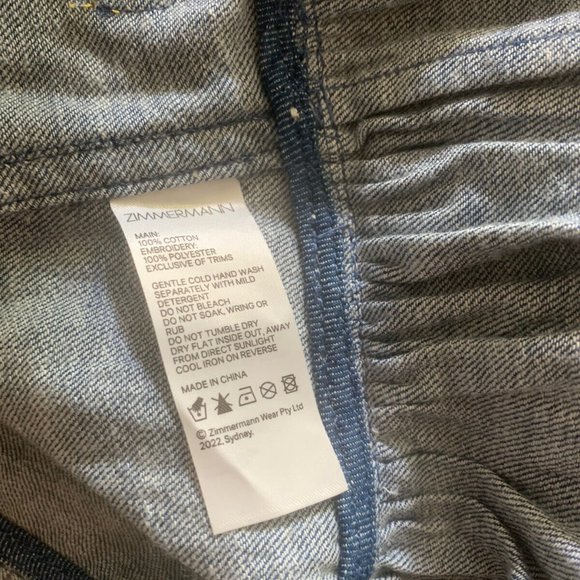 ZIMMERMANN
MAIN:
100% COTTON
EMBROIDERY:
100% POLYESTER
EXCLUSIVE OF TRIMS
GENTLE COLD HAND WASH
SEPARATELY WITH MILD
DETERGENT
DO NOT BLEACH
DO NOT SOAK, WRING OR
RUB
DO NOT TUMBLE DRY
DRY FLAT INSIDE OUT, AWAY
FROM DIRECT SUNLIGHT
COOL IRON ON REVERSE
MADE IN CHINA
© Zimmermann Wear Pty Ltd
2022, Sydney.